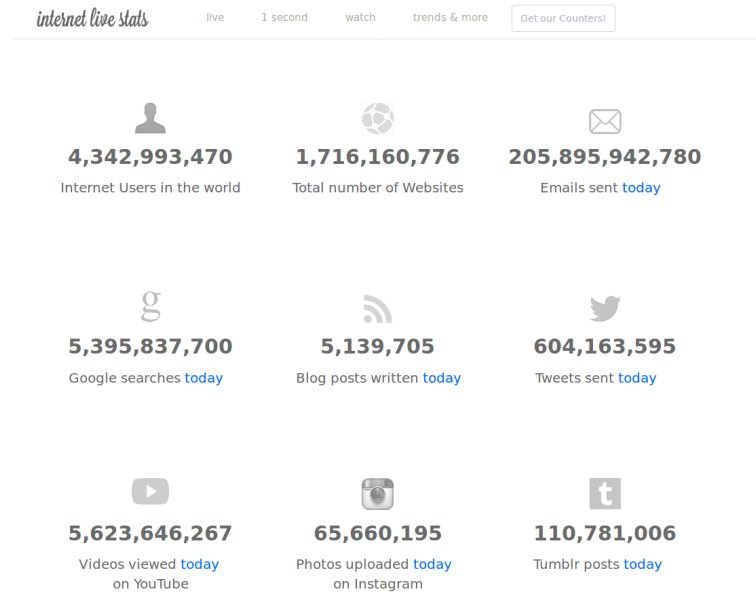 internet live stats live 1 second watch trends & more Get our Counters!
4,342,993,470 1,716,160,776 205,895,942,780
Internet Users in the world Total number of Websites Emails sent today
g
5,395,837,700 5,139,705 604,163,595
Google searches today Blog posts written today Tweets sent today
t
5,623,646,267 65,660,195 110,781,006
Videos viewed today Photos uploaded today Tumblr posts today
on YouTube on Instagram